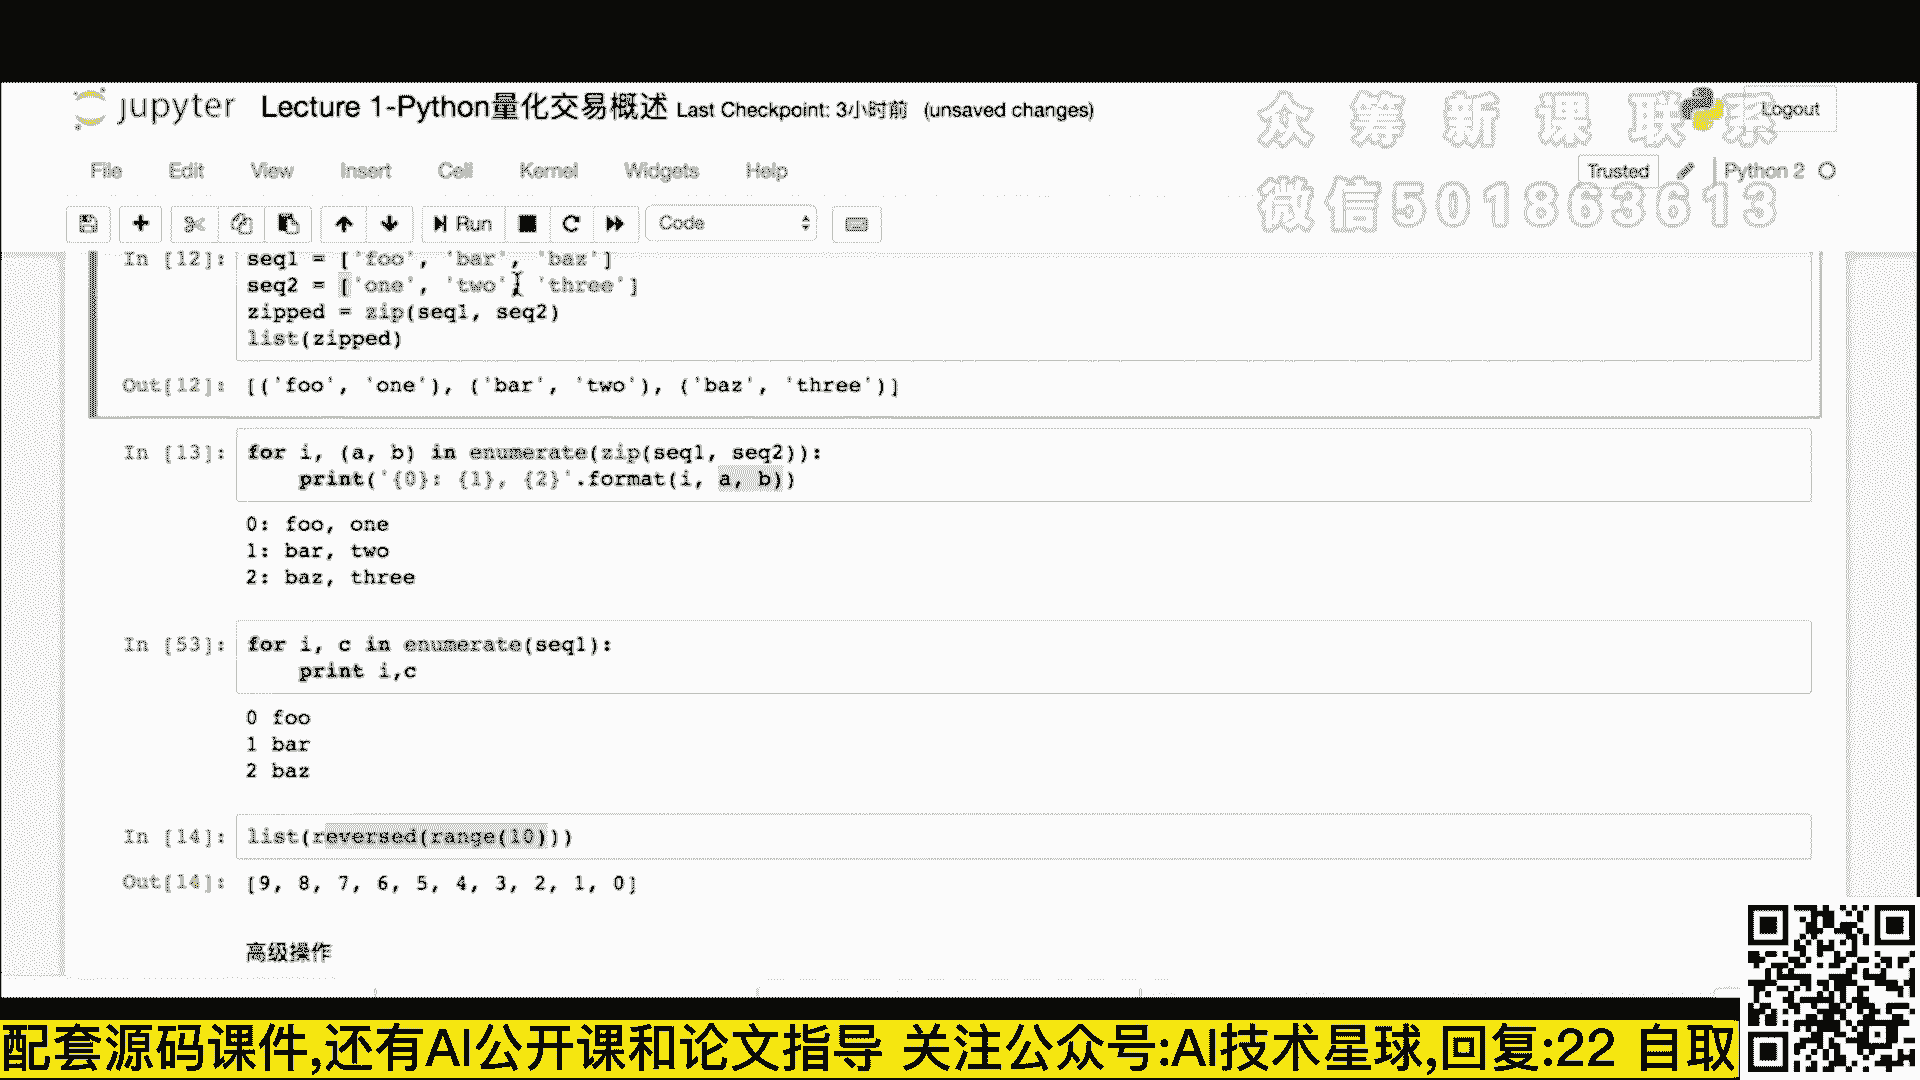 jupyter Lecture 1-Python量化交易概述 Last Checkpoint: 3小时前 (unsaved changes)
Logout
众筹新课联系
微信501863613
File Edit View Insert Cell Kernel Widgets Help
Trusted
Python 2
Run
Code
In [12]: seq1 = ['foo', 'bar', 'baz']
seq2 = ['one', 'two', 'three']
zipped = zip(seq1, seq2)
list(zipped)
Out[12]: [('foo', 'one'), ('bar', 'two'), ('baz', 'three')]
In [13]: for i, (a, b) in enumerate(zip(seq1, seq2)):
print('{0}: {1}, {2}'.format(i, a, b))
0: foo, one
1: bar, two
2: baz, three
In [53]: for i, c in enumerate(seq1):
print i,c
0 foo
1 bar
2 baz
In [14]: list(reversed(range(10)))
Out[14]: [9, 8, 7, 6, 5, 4, 3, 2, 1, 0]
高级操作
配套源码课件,还有AI公开课和论文指导 关注公众号:AI技术星球,回复:22 自取